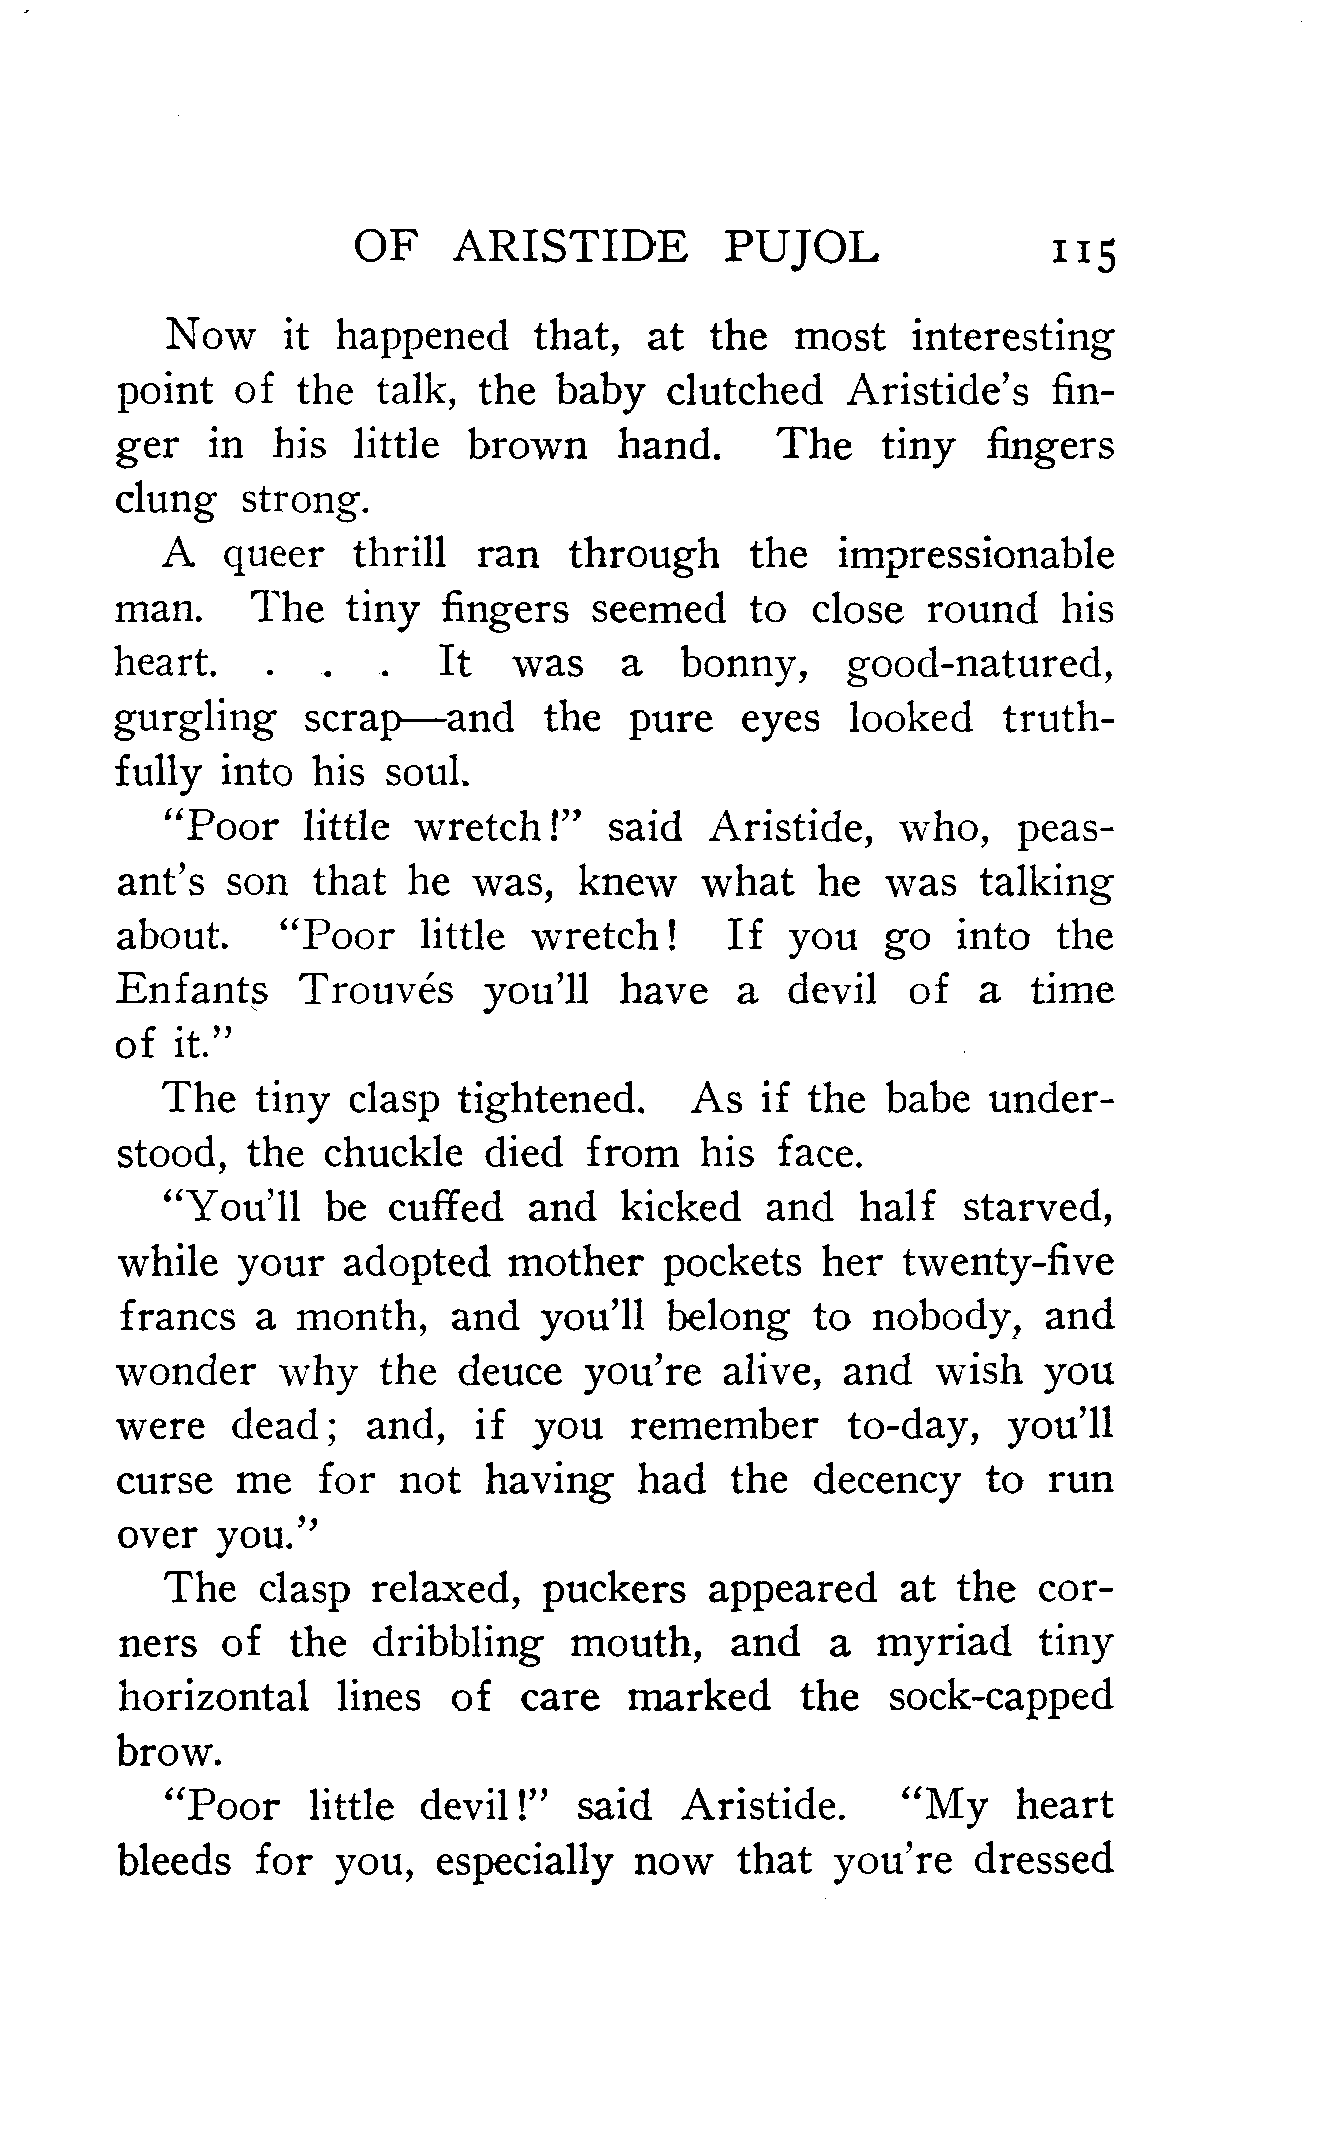 OF ARISTIDE PUJOL 115
Now it happened that, at the most interesting
point of the talk, the baby clutched Aristide's fin-
ger in his little brown hand. The tiny fingers
clung strong.
A queer thrill ran through the impressionable
man. The tiny fingers seemed to close round his
heart. . . . It was a bonny, good-natured,
gurgling scrap—and the pure eyes looked truth-
fully into his soul.
“Poor little wretch!” said Aristide, who, peas-
ant's son that he was, knew what he was talking
about. “Poor little wretch! If you go into the
Enfants Trouvés you'll have a devil of a time
of it.”
The tiny clasp tightened. As if the babe under-
stood, the chuckle died from his face.
“You'll be cuffed and kicked and half starved,
while your adopted mother pockets her twenty-five
francs a month, and you'll belong to nobody, and
wonder why the deuce you're alive, and wish you
were dead; and, if you remember to-day, you'll
curse me for not having had the decency to run
over you.”
The clasp relaxed, puckers appeared at the cor-
ners of the dribbling mouth, and a myriad tiny
horizontal lines of care marked the sock-capped
brow.
“Poor little devil!” said Aristide. “My heart
bleeds for you, especially now that you're dressed